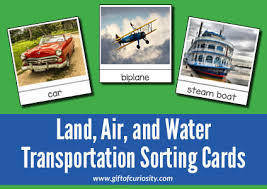 car
biplane
steam boat
Land, Air, and Water
Transportation Sorting Cards
www.giftofcuriosity.com